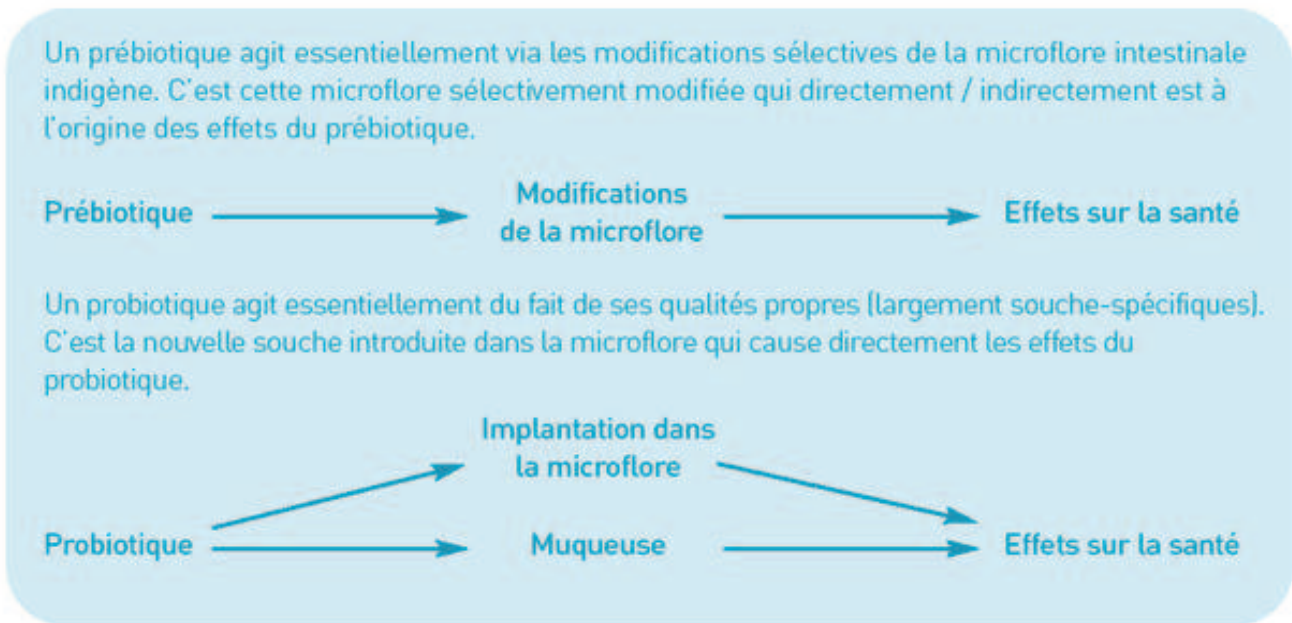 Un prébiotique agit essentiellement via les modifications sélectives de la microflore intestinale
indigène. C'est cette microflore sélectivement modifiée qui directement / indirectement est à
l'origine des effets du prébiotique.
Prébiotique
Modifications
de la microflore
Effets sur la santé
Un probiotique agit essentiellement du fait de ses qualités propres (largement souche-spécifiques).
C'est la nouvelle souche introduite dans la microflore qui cause directement les effets du
probiotique.
Implantation dans
la microflore
Probiotique
Muqueuse
Effets sur la santé